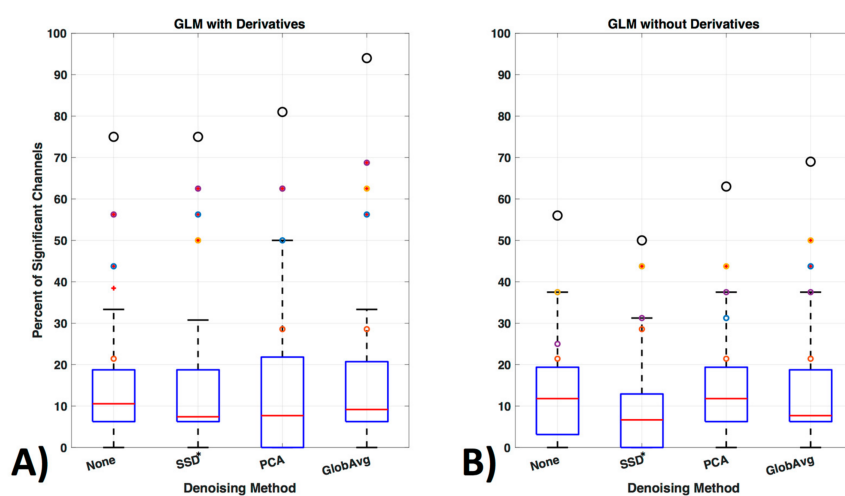 GLM with Derivatives
Percent of Significant Channels
100
90
80
70
60
50
40
30
20
10
0
None
SSD*
PCA
GlobAvg
Denoising Method
A)
GLM without Derivatives
100
90
80
70
60
50
40
30
20
10
0
None
SSD*
PCA
GlobAvg
Denoising Method
B)